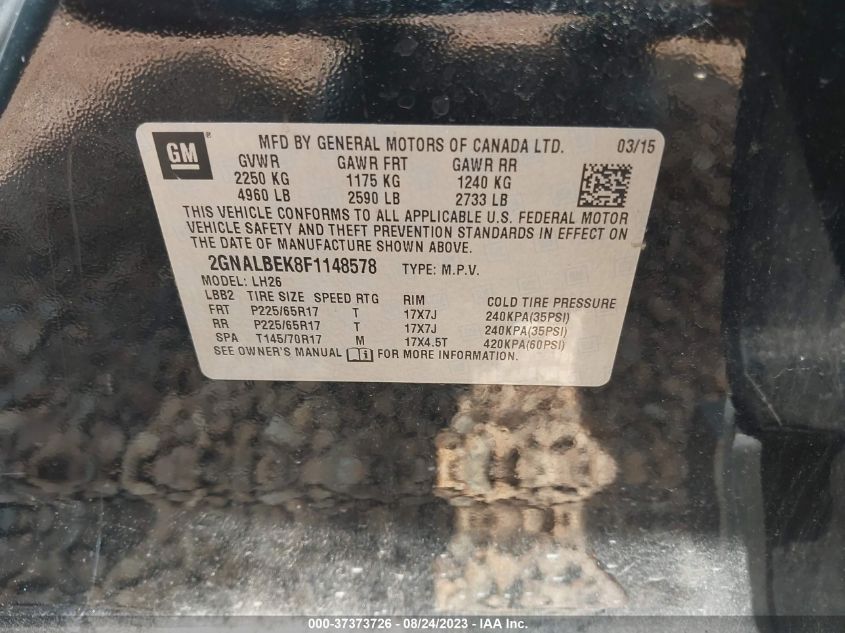 GM ®
MFD BY GENERAL MOTORS OF CANADA LTD. 03/15
GVWR GAWR FRT GAWR RR
2250 KG 1175 KG 1240 KG
4960 LB 2590 LB 2733 LB
THIS VEHICLE CONFORMS TO ALL APPLICABLE U.S. FEDERAL MOTOR
VEHICLE SAFETY AND THEFT PREVENTION STANDARDS IN EFFECT ON
THE DATE OF MANUFACTURE SHOWN ABOVE.
2GNALBEK8F1148578 TYPE: M.P.V.
MODEL: LH26
LBB2 TIRE SIZE SPEED RTG RIM COLD TIRE PRESSURE
FRT P225/65R17 T 17X7J 240KPA(35PSI)
RR P225/65R17 T 17X7J 240KPA(35PSI)
SPA T145/70R17 M 17X4.5T 420KPA(60PSI)
SEE OWNER'S MANUAL FOR MORE INFORMATION.
000-37373726 - 08/24/2023 - IAA Inc.